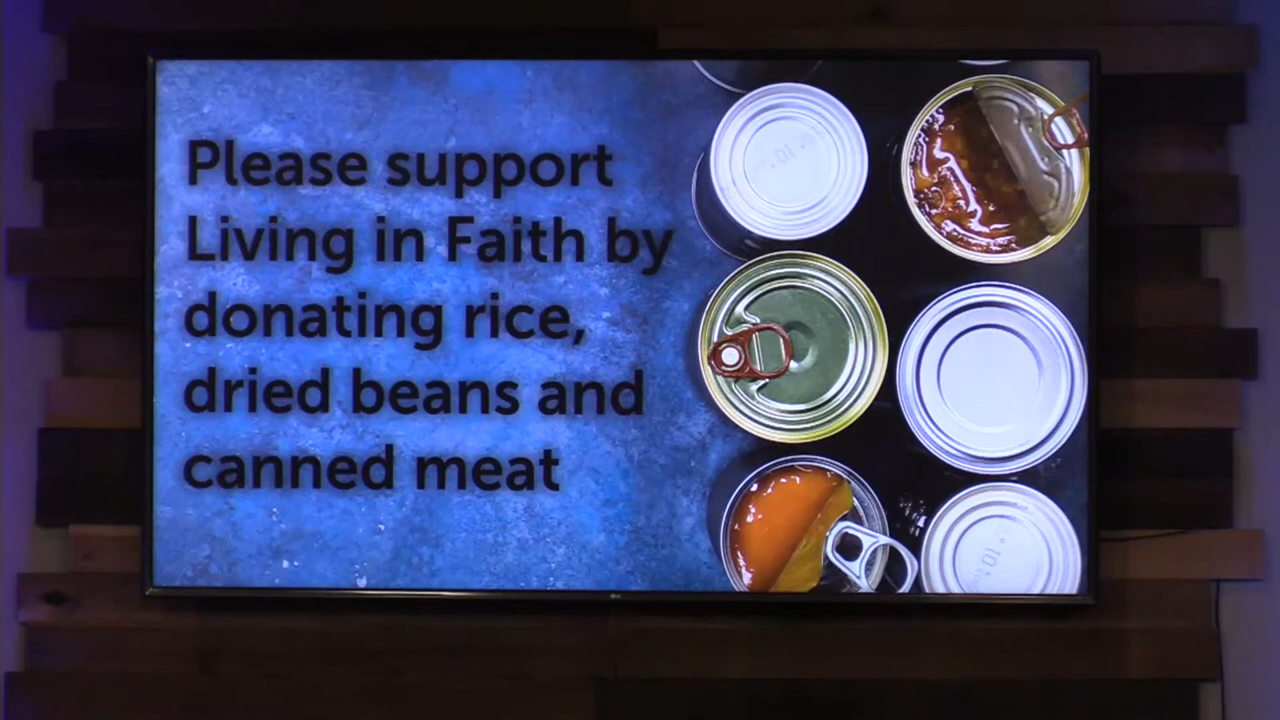 Please support
Living in Faith by
donating rice,
dried beans and
canned meat